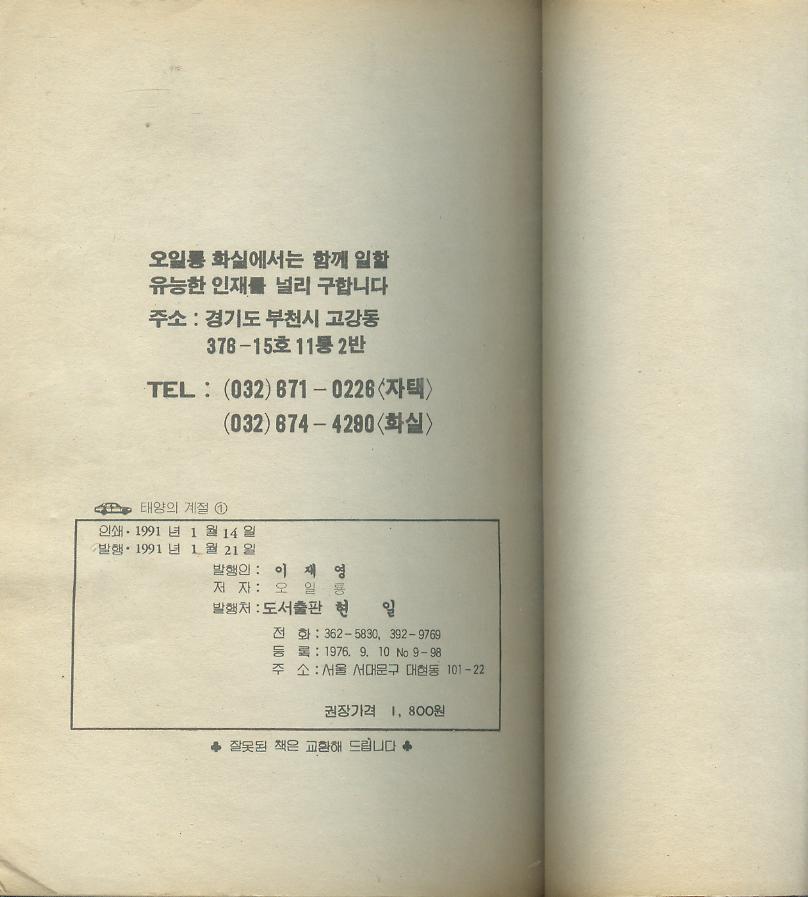 오일룡 화실에서는 함께 일할
유능한 인재를 널리 구합니다
주소 : 경기도 부천시 고강동
376-15호 11통 2반
TEL : (032) 671-0226<자택>
(032) 674-4290<화실>
태양의 계절 ①
인쇄·1991 년 1 월 14 일
발행·1991 년 1 월 21 일
발행인 : 이 재 영
저 자 : 오 일 룡
발행처 : 도서출판 현 일
전 화 : 362-5830, 392-9769
등 록 : 1976. 9. 10 No 9-98
주 소 : 서울 서대문구 대현동 101-22
권장가격 1,800원
♣ 잘못된 책은 교환해 드립니다 ♣